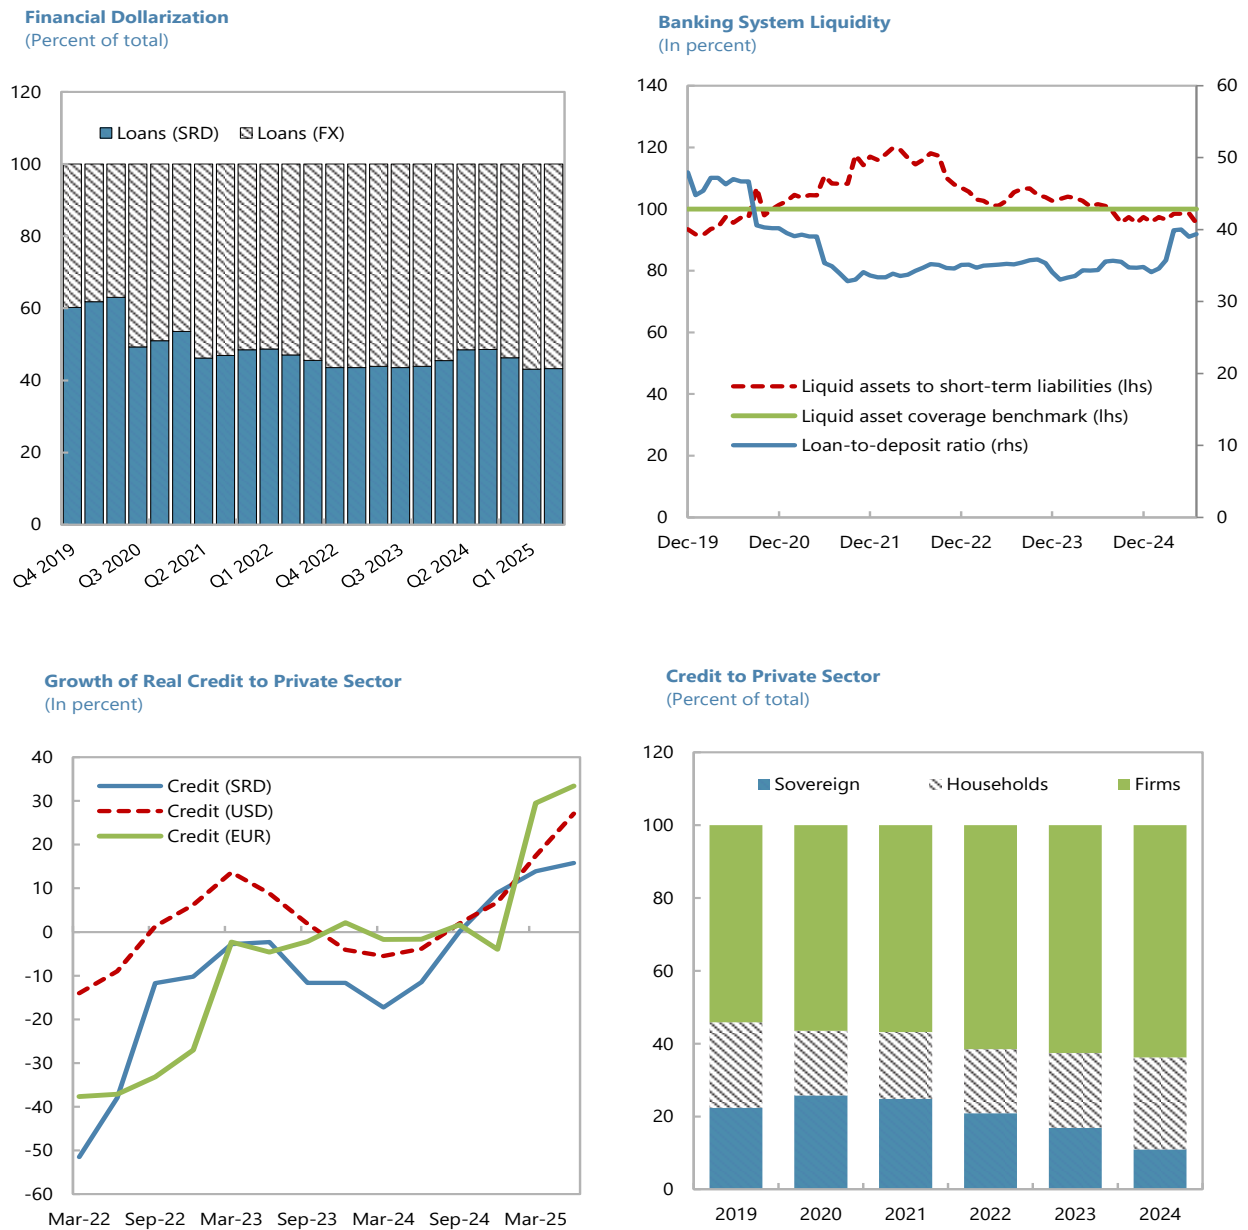 Financial Dollarization
(Percent of total)
120
100
80
60
40
20
0
Loans (SRD) Loans (FX)
Q4 2019 Q3 2020 Q2 2021 Q1 2022 Q4 2022 Q3 2023 Q2 2024 Q1 2025
Banking System Liquidity
(In percent)
140
120
100
80
60
40
20
0
60
50
40
30
20
10
0
Liquid assets to short-term liabilities (lhs)
Liquid asset coverage benchmark (lhs)
Loan-to-deposit ratio (rhs)
Dec-19 Dec-20 Dec-21 Dec-22 Dec-23 Dec-24
Growth of Real Credit to Private Sector
(In percent)
40
30
20
10
0
-10
-20
-30
-40
-50
-60
Credit (SRD)
Credit (USD)
Credit (EUR)
Mar-22 Sep-22 Mar-23 Sep-23 Mar-24 Sep-24 Mar-25
Credit to Private Sector
(Percent of total)
120
100
80
60
40
20
0
Sovereign Households Firms
2019 2020 2021 2022 2023 2024